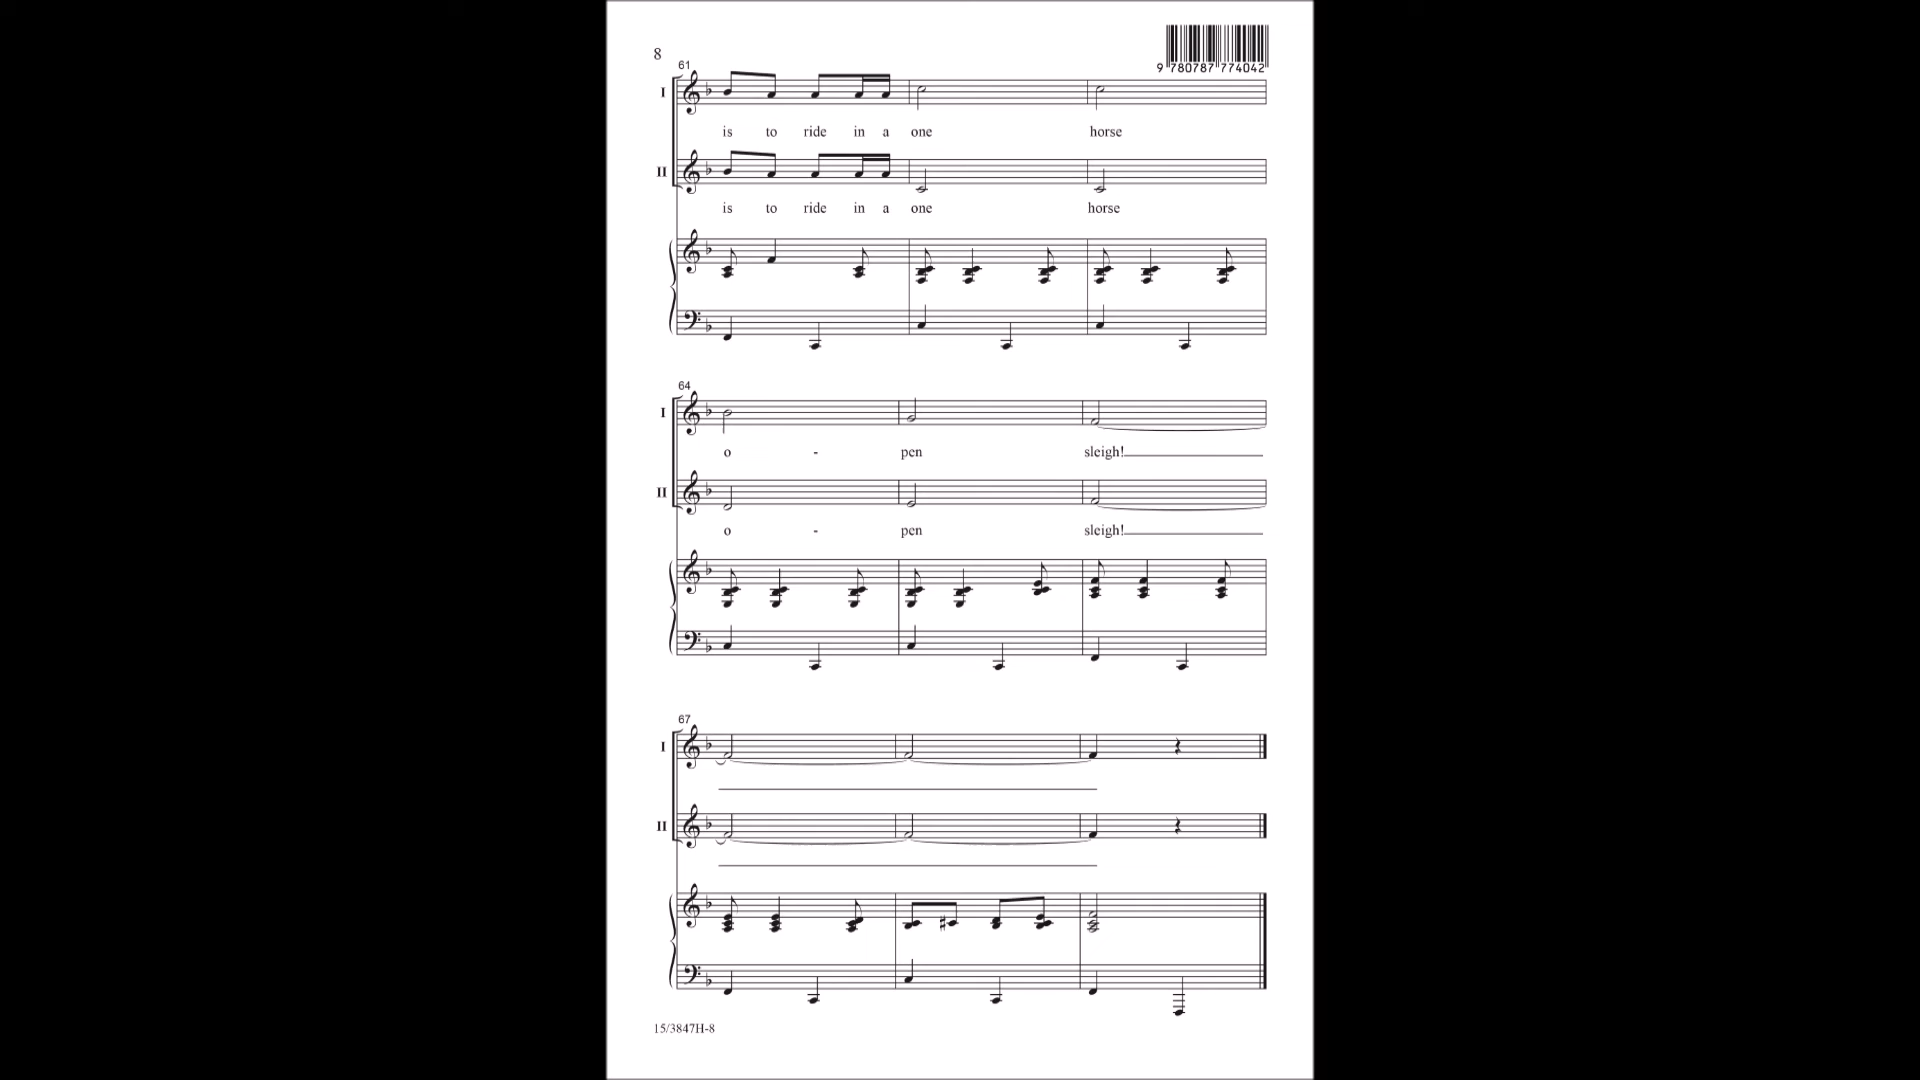 8
9 780787 774042
61
I
is to ride in a one horse
II
is to ride in a one horse
64
I
o - pen sleigh!
II
o - pen sleigh!
67
I
II
15/3847H-8